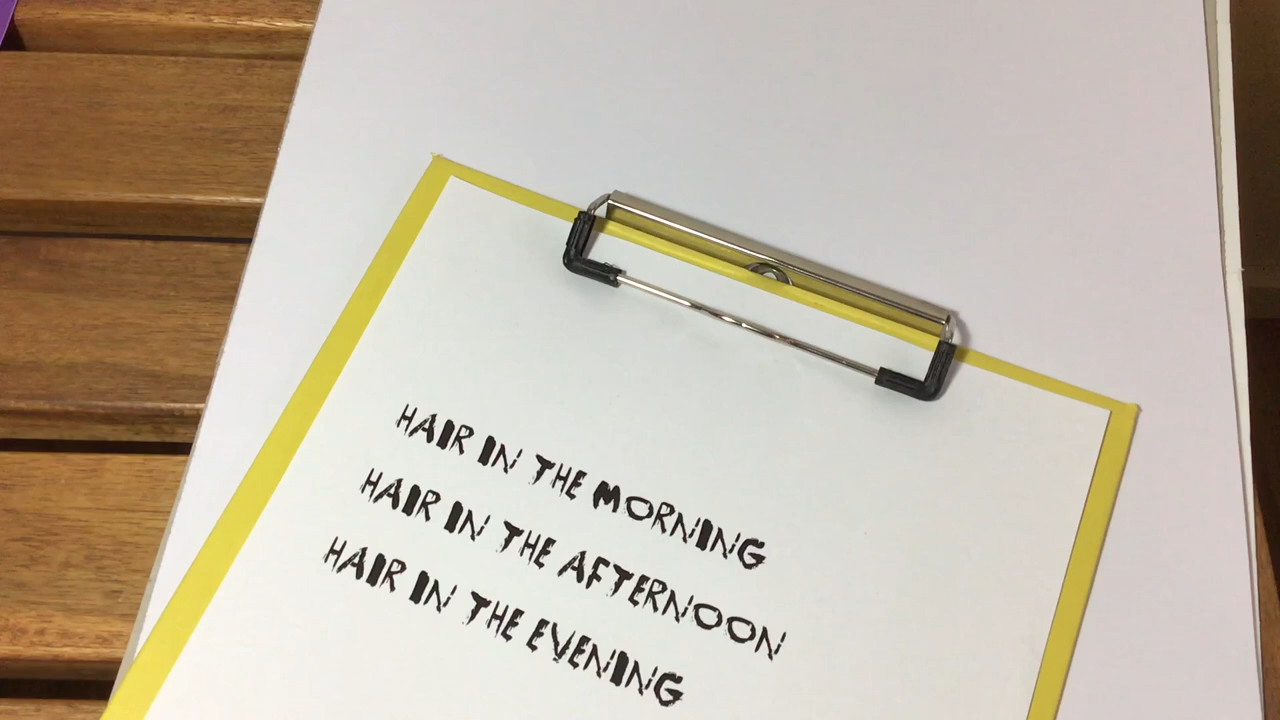 HAIR IN THE MORNING
HAIR IN THE AFTERNOON
HAIR IN THE EVENING